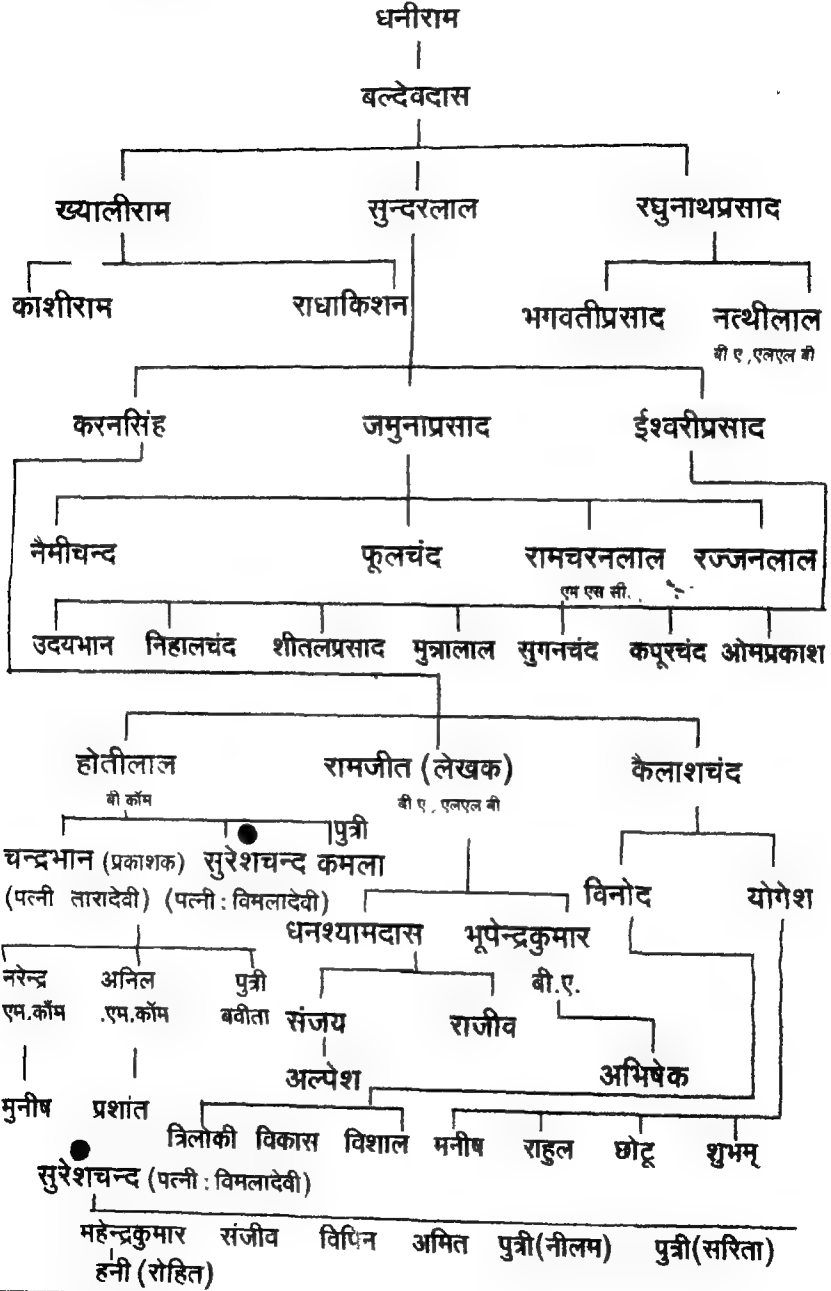 धनीराम
बल्देवदास
ख्यालीराम सुन्दरलाल रघुनाथप्रसाद
काशीराम राधाकिशन भगवतीप्रसाद नत्थीलाल
बी ए , एलएल बी
करनसिंह जमुनाप्रसाद ईश्वरीप्रसाद
नैमीचन्द फूलचंद रामचरनलाल रज्जनलाल
एम एस सी.
उदयभान निहालचंद शीतलप्रसाद मुन्नालाल सुगनचंद कपूरचंद ओमप्रकाश
होतीलाल रामजीत (लेखक) कैलाशचंद
बी कॉम बी ए , एलएल बी
पुत्री
चन्द्रभान (प्रकाशक) सुरेशचन्द कमला
(पत्नी तारादेवी) (पत्नी : विमलादेवी) विनोद योगेश
धनश्यामदास भूपेन्द्रकुमार
नरेन्द्र अनिल पुत्री बी.ए.
एम.कॉम .एम.कॉम बवीता संजय राजीव
अल्पेश अभिषेक
मुनीष प्रशांत
त्रिलोकी विकास विशाल मनीष राहुल छोटू शुभम्
सुरेशचन्द (पत्नी : विमलादेवी)
महेन्द्रकुमार संजीव विपिन अमित पुत्री(नीलम) पुत्री(सरिता)
हनी (रोहित)